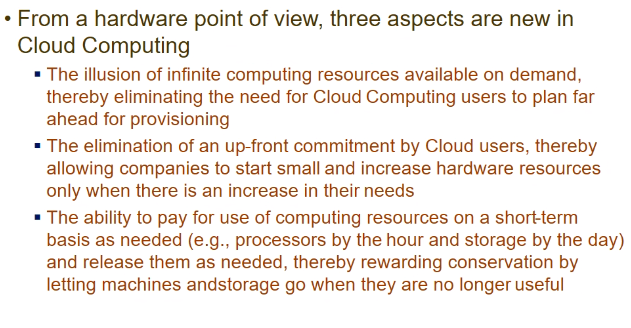 • From a hardware point of view, three aspects are new in
Cloud Computing
▪ The illusion of infinite computing resources available on demand,
thereby eliminating the need for Cloud Computing users to plan far
ahead for provisioning
▪ The elimination of an up-front commitment by Cloud users, thereby
allowing companies to start small and increase hardware resources
only when there is an increase in their needs
▪ The ability to pay for use of computing resources on a short-term
basis as needed (e.g., processors by the hour and storage by the day)
and release them as needed, thereby rewarding conservation by
letting machines andstorage go when they are no longer useful